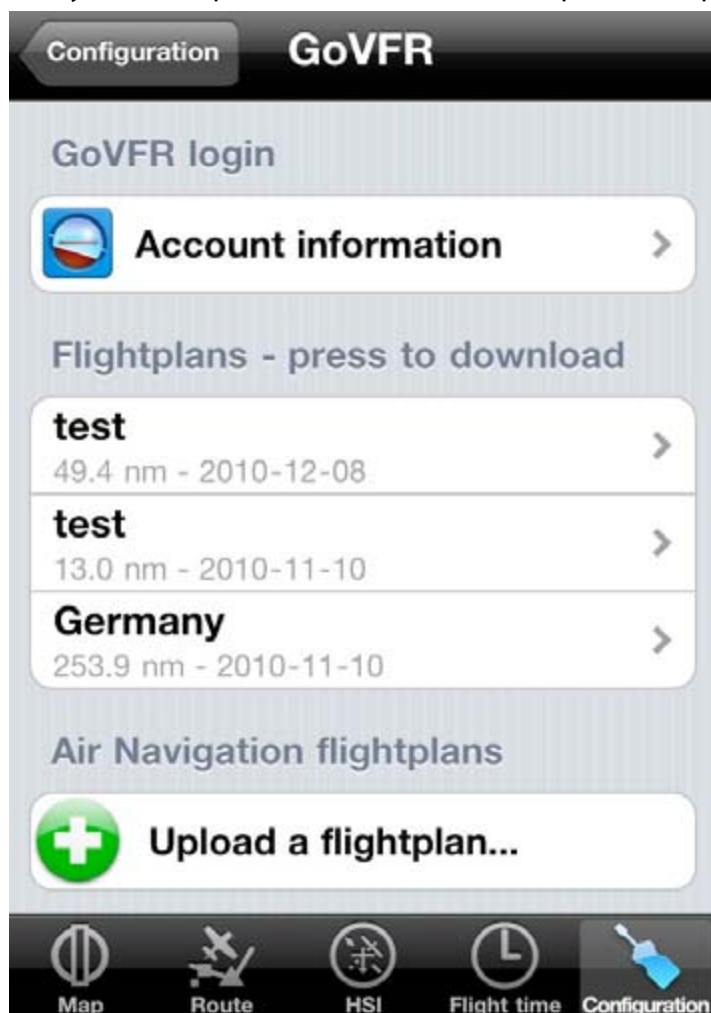 Configuration
GoVFR
GoVFR login
Account information
Flightplans - press to download
test
49.4 nm - 2010-12-08
test
13.0 nm - 2010-11-10
Germany
253.9 nm - 2010-11-10
Air Navigation flightplans
Upload a flightplan...
Map Route HSI Flight time Configuration